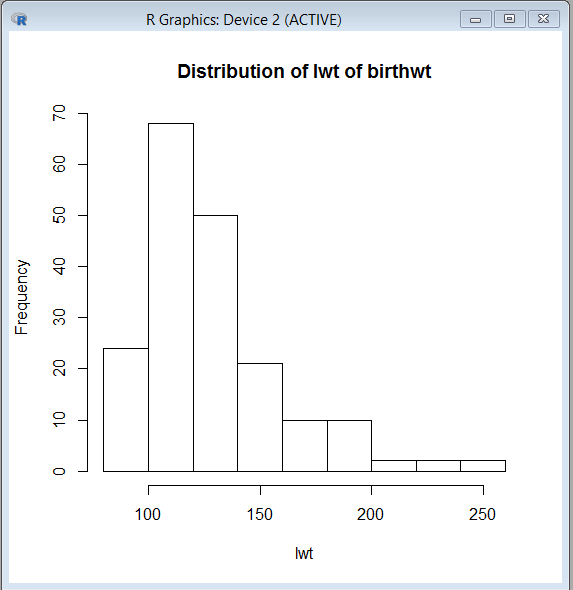 R R Graphics: Device 2 (ACTIVE)
Distribution of lwt of birthwt
Frequency
70
60
50
40
30
20
10
0
100 150 200 250
lwt